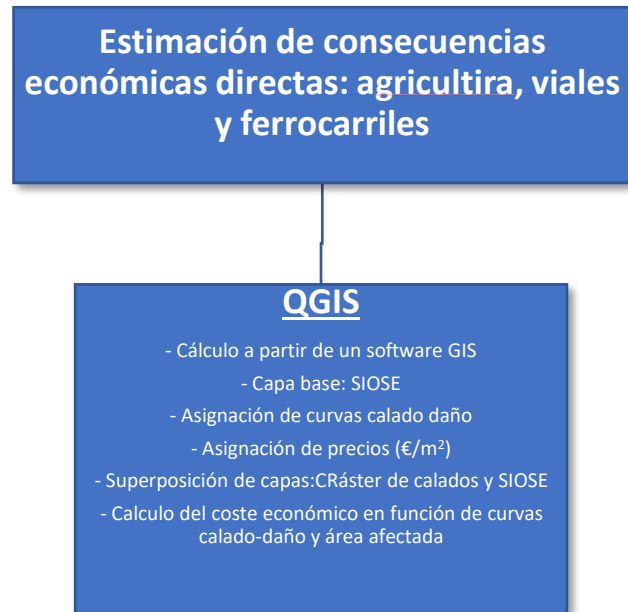 Estimación de consecuencias
económicas directas: agricultira, viales
y ferrocarriles
QGIS
- Cálculo a partir de un software GIS
- Capa base: SIOSE
- Asignación de curvas calado daño
- Asignación de precios (€/m²)
- Superposición de capas:CRáster de calados y SIOSE
- Calculo del coste económico en función de curvas
calado-daño y área afectada